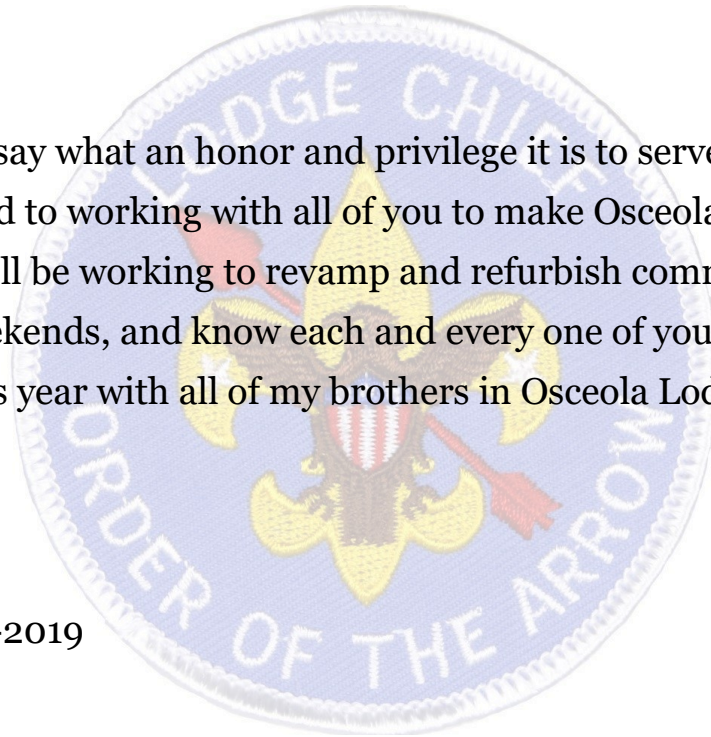 LODGE CHIEF
say what an honor and privilege it is to serve
d to working with all of you to make Osceola
ll be working to revamp and refurbish comm
ekends, and know each and every one of you
s year with all of my brothers in Osceola Lod
-2019
ORDER OF THE ARROW